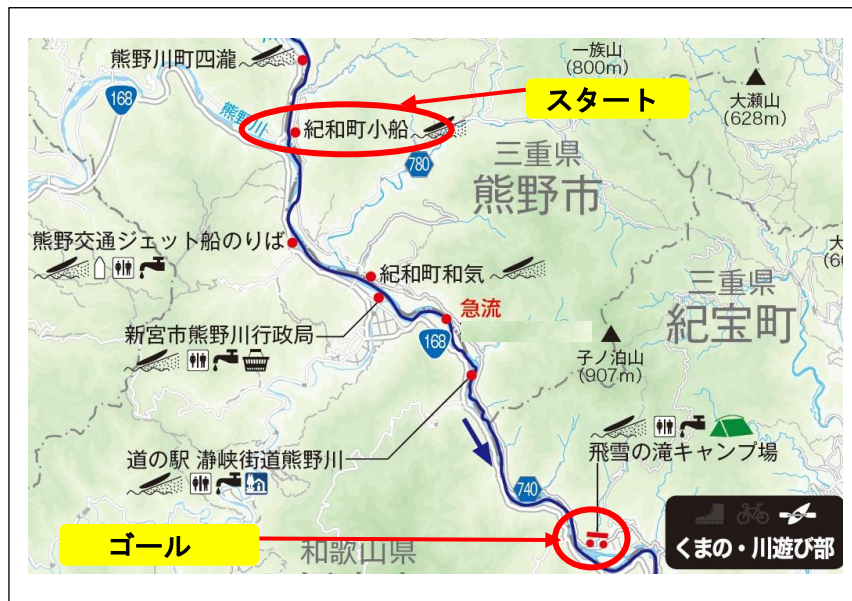 熊野川町四瀧
一族山
(800m)
スタート
大瀬山
(628m)
168
熊野川
紀和町小船
780
三重県
熊野市
熊野交通ジェット船のりば
紀和町和気
大
(66
三重県
紀宝町
急流
新宮市熊野川行政局
168
子ノ泊山
(907m)
道の駅 瀞峡街道熊野川
飛雪の滝キャンプ場
740
ゴール
和歌山県
くまの・川遊び部